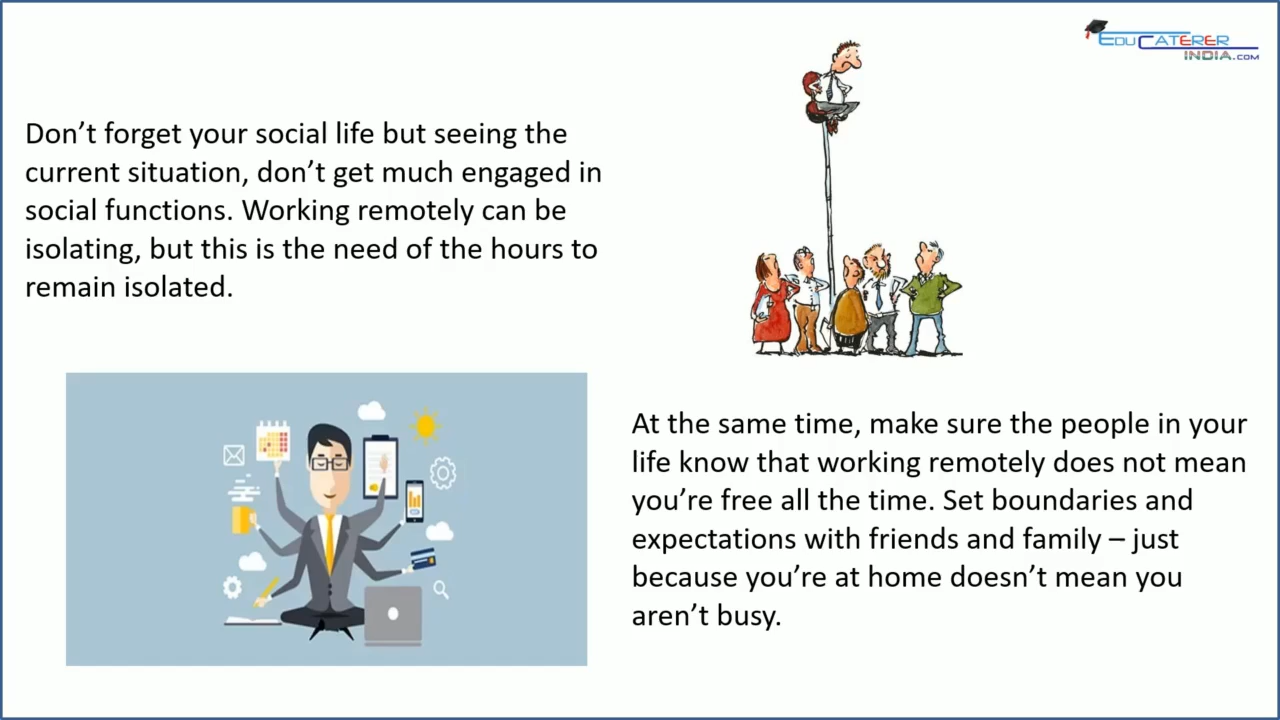 EDUCATERER
INDIA.COM
Don’t forget your social life but seeing the
current situation, don’t get much engaged in
social functions. Working remotely can be
isolating, but this is the need of the hours to
remain isolated.
At the same time, make sure the people in your
life know that working remotely does not mean
you’re free all the time. Set boundaries and
expectations with friends and family – just
because you’re at home doesn’t mean you
aren’t busy.